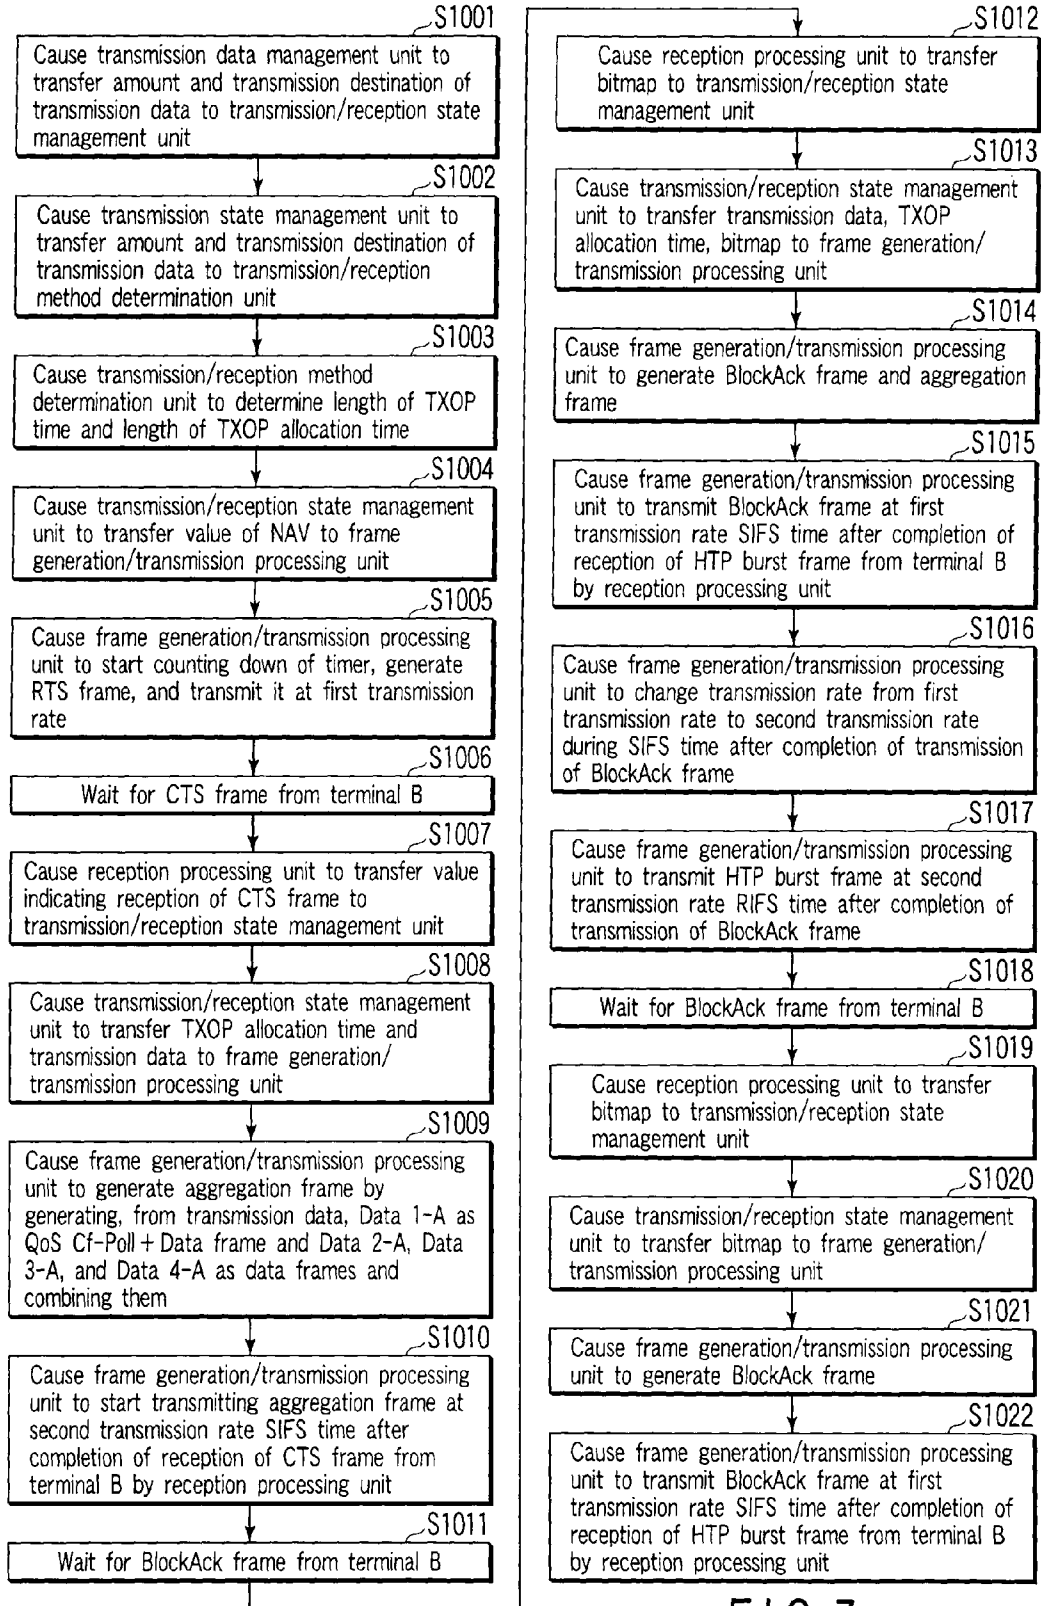 S1001
Cause transmission data management unit to
transfer amount and transmission destination of
transmission data to transmission/reception state
management unit
S1002
Cause transmission state management unit to
transfer amount and transmission destination of
transmission data to transmission/reception
method determination unit
S1003
Cause transmission/reception method
determination unit to determine length of TXOP
time and length of TXOP allocation time
S1004
Cause transmission/reception state management
unit to transfer value of NAV to frame
generation/transmission processing unit
S1005
Cause frame generation/transmission processing
unit to start counting down of timer, generate
RTS frame, and transmit it at first transmission
rate
S1006
Wait for CTS frame from terminal B
S1007
Cause reception processing unit to transfer value
indicating reception of CTS frame to
transmission/reception state management unit
S1008
Cause transmission/reception state management
unit to transfer TXOP allocation time and
transmission data to frame generation/
transmission processing unit
S1009
Cause frame generation/transmission processing
unit to generate aggregation frame by
generating, from transmission data, Data 1-A as
QoS Cf-Poll + Data frame and Data 2-A, Data
3-A, and Data 4-A as data frames and
combining them
S1010
Cause frame generation/transmission processing
unit to start transmitting aggregation frame at
second transmission rate SIFS time after
completion of reception of CTS frame from
terminal B by reception processing unit
S1011
Wait for BlockAck frame from terminal B
S1012
Cause reception processing unit to transfer
bitmap to transmission/reception state
management unit
S1013
Cause transmission/reception state management
unit to transfer transmission data, TXOP
allocation time, bitmap to frame generation/
transmission processing unit
S1014
Cause frame generation/transmission processing
unit to generate BlockAck frame and aggregation
frame
S1015
Cause frame generation/transmission processing
unit to transmit BlockAck frame at first
transmission rate SIFS time after completion of
reception of HTP burst frame from terminal B
by reception processing unit
S1016
Cause frame generation/transmission processing
unit to change transmission rate from first
transmission rate to second transmission rate
during SIFS time after completion of transmission
of BlockAck frame
S1017
Cause frame generation/transmission processing
unit to transmit HTP burst frame at second
transmission rate RIFS time after completion of
transmission of BlockAck frame
S1018
Wait for BlockAck frame from terminal B
S1019
Cause reception processing unit to transfer
bitmap to transmission/reception state
management unit
S1020
Cause transmission/reception state management
unit to transfer bitmap to frame generation/
transmission processing unit
S1021
Cause frame generation/transmission processing
unit to generate BlockAck frame
S1022
Cause frame generation/transmission processing
unit to transmit BlockAck frame at first
transmission rate SIFS time after completion of
reception of HTP burst frame from terminal B
by reception processing unit